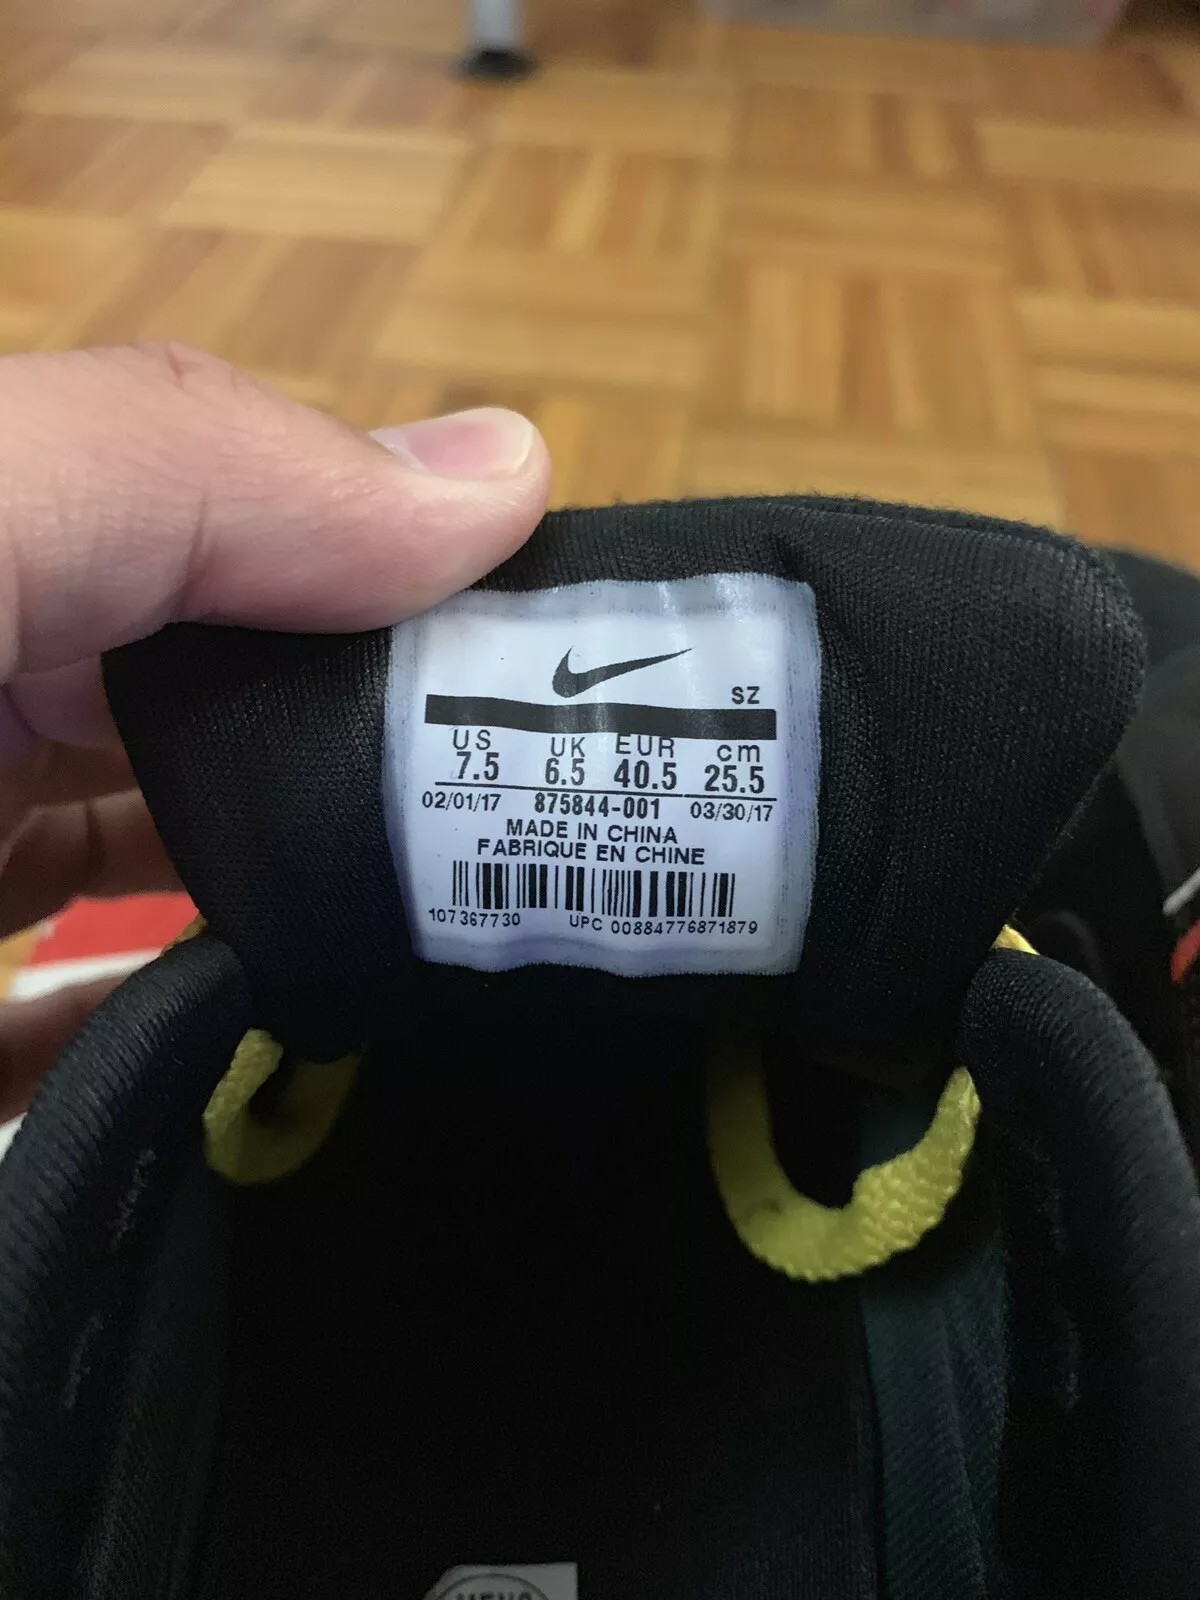 SZ
US UK EUR cm
7.5 6.5 40.5 25.5
02/01/17 875844-001 03/30/17
MADE IN CHINA
FABRIQUE EN CHINE
107367730 UPC 00884776871879